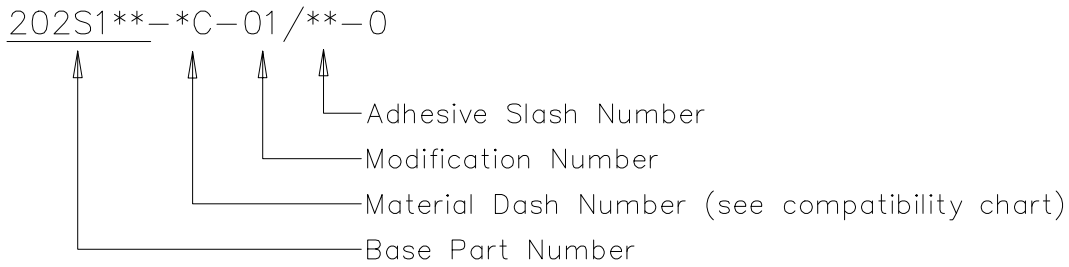 202S1**-*C-01/**-0
Adhesive Slash Number
Modification Number
Material Dash Number (see compatibility chart)
Base Part Number